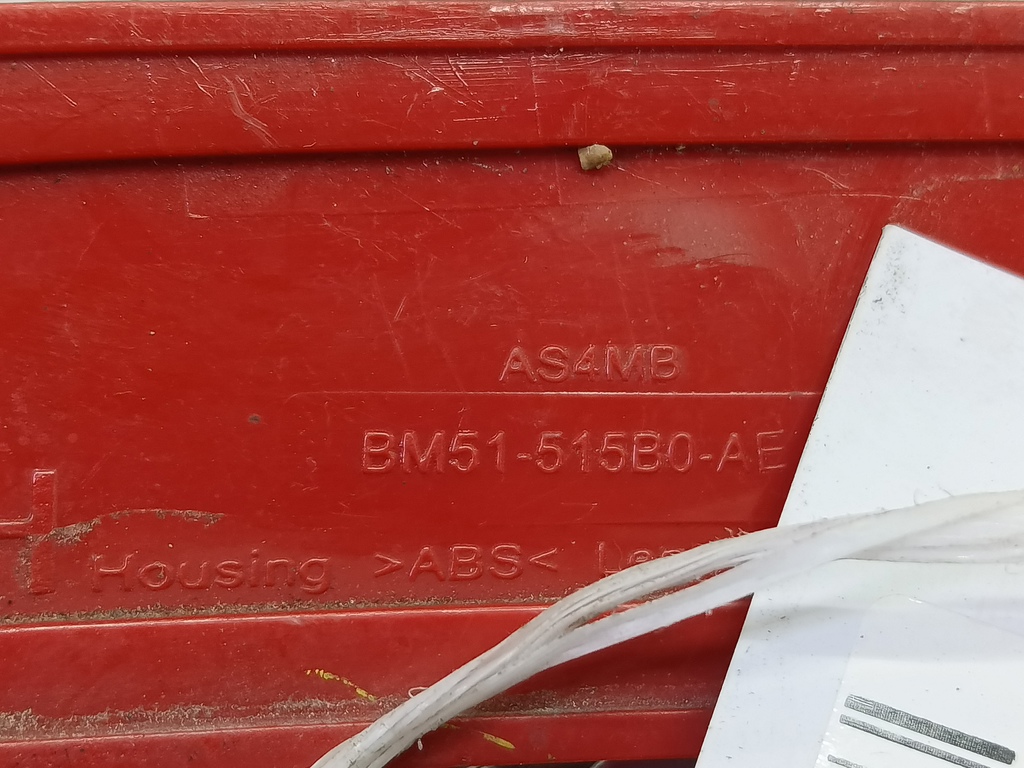 AS4MB
BM51-515B0-AE
Housing >ABS<